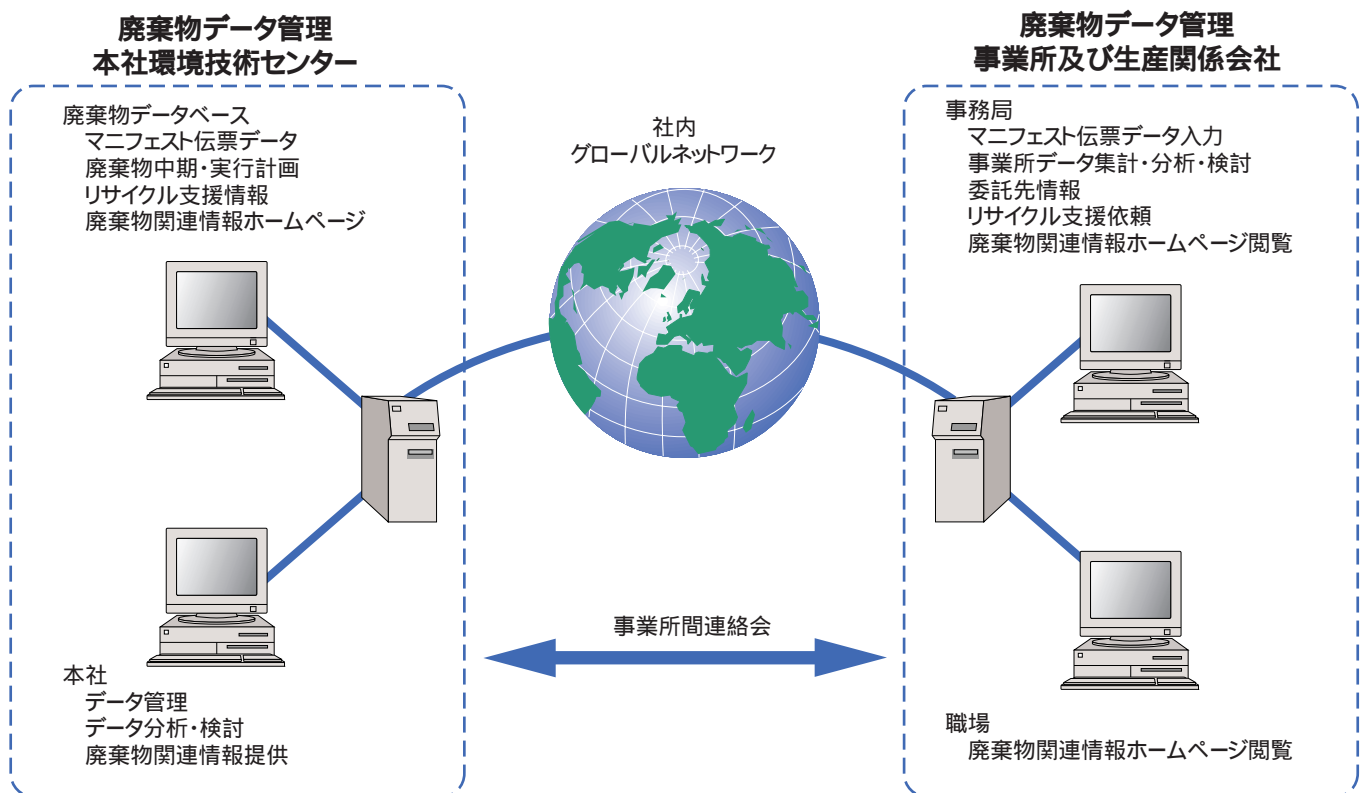 廃棄物データ管理
本社環境技術センター
廃棄物データベース
マニフェスト伝票データ
廃棄物中期・実行計画
リサイクル支援情報
廃棄物関連情報ホームページ
本社
データ管理
データ分析・検討
廃棄物関連情報提供
社内
グローバルネットワーク
事業所間連絡会
廃棄物データ管理
事業所及び生産関係会社
事務局
マニフェスト伝票データ入力
事業所データ集計・分析・検討
委託先情報
リサイクル支援依頼
廃棄物関連情報ホームページ閲覧
職場
廃棄物関連情報ホームページ閲覧